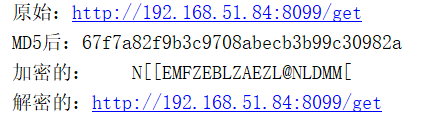 原始：http://192.168.51.84:8099/get
MD5后：67f7a82f9b3c9708abecb3b99c30982a
加密的：    N[[EMFZEBLZAEZL@NLDMM[
解密的：http://192.168.51.84:8099/get